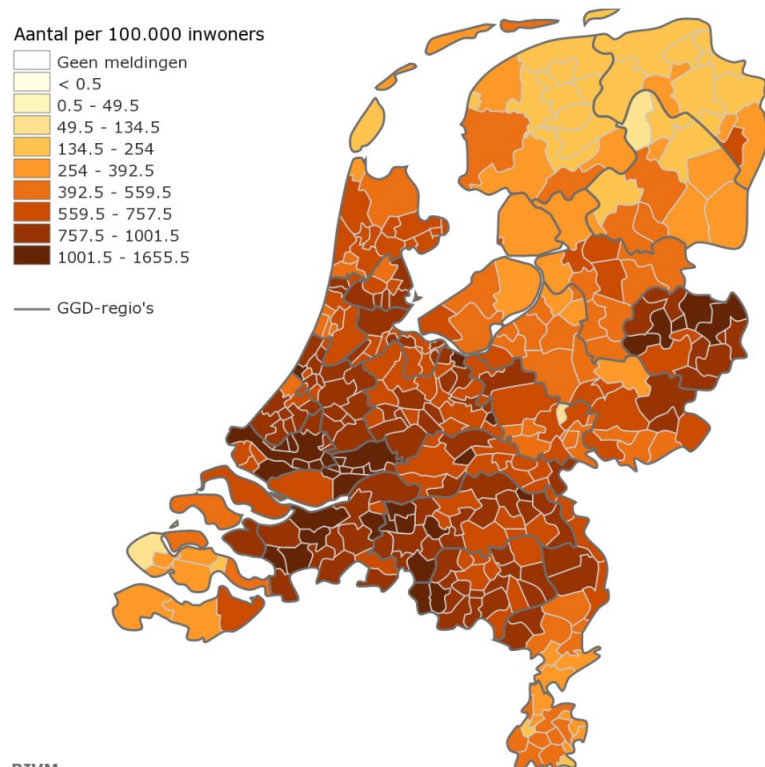 Aantal per 100.000 inwoners
Geen meldingen
< 0.5
0.5 - 49.5
49.5 - 134.5
134.5 - 254
254 - 392.5
392.5 - 559.5
559.5 - 757.5
757.5 - 1001.5
1001.5 - 1655.5
GGD-regio's
RIVM